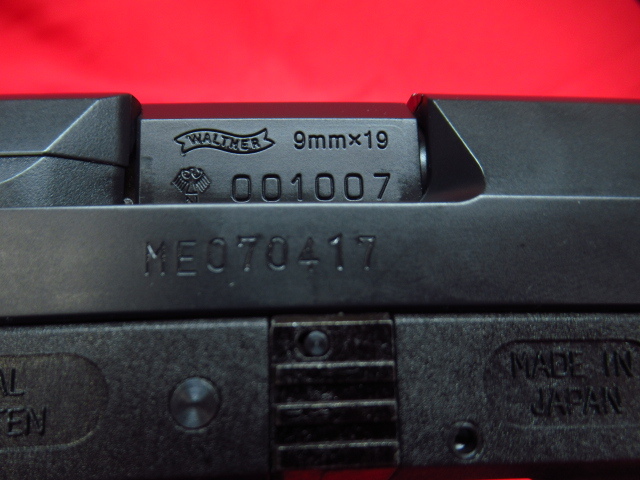 WALTHER
9mm×19
001007
ME070417
AL
TEN
MADE IN
JAPAN